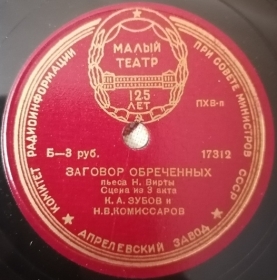 КОМИТЕТ РАДИОИНФОРМАЦИИ ПРИ СОВЕТЕ МИНИСТРОВ СССР
МАЛЫЙ
ТЕАТР
125
ЛЕТ
ПХВ-п
Б—3 руб.
17312
ЗАГОВОР ОБРЕЧЕННЫХ
пьеса Н. Вирты
Сцена из 3 акта
К. А. ЗУБОВ и
Н.В.КОМИССАРОВ
АПРЕЛЕВСКИЙ ЗАВОД